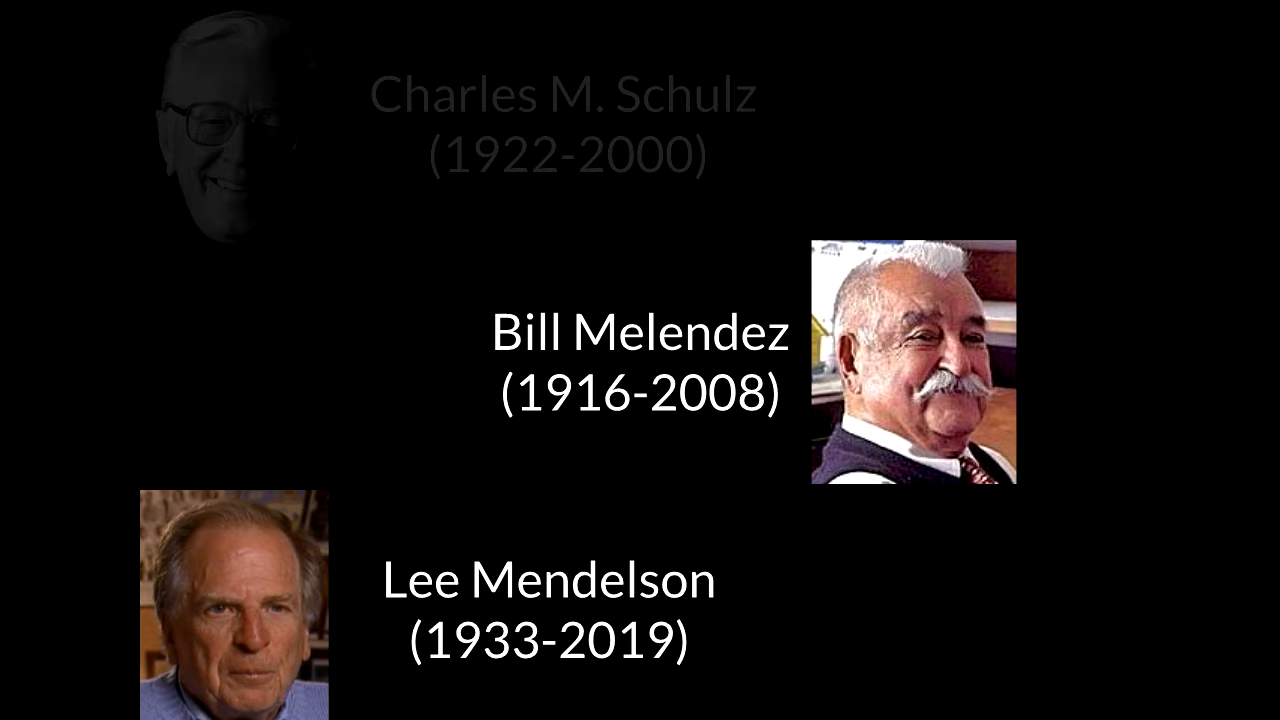 Charles M. Schulz
(1922-2000)
Bill Melendez
(1916-2008)
Lee Mendelson
(1933-2019)